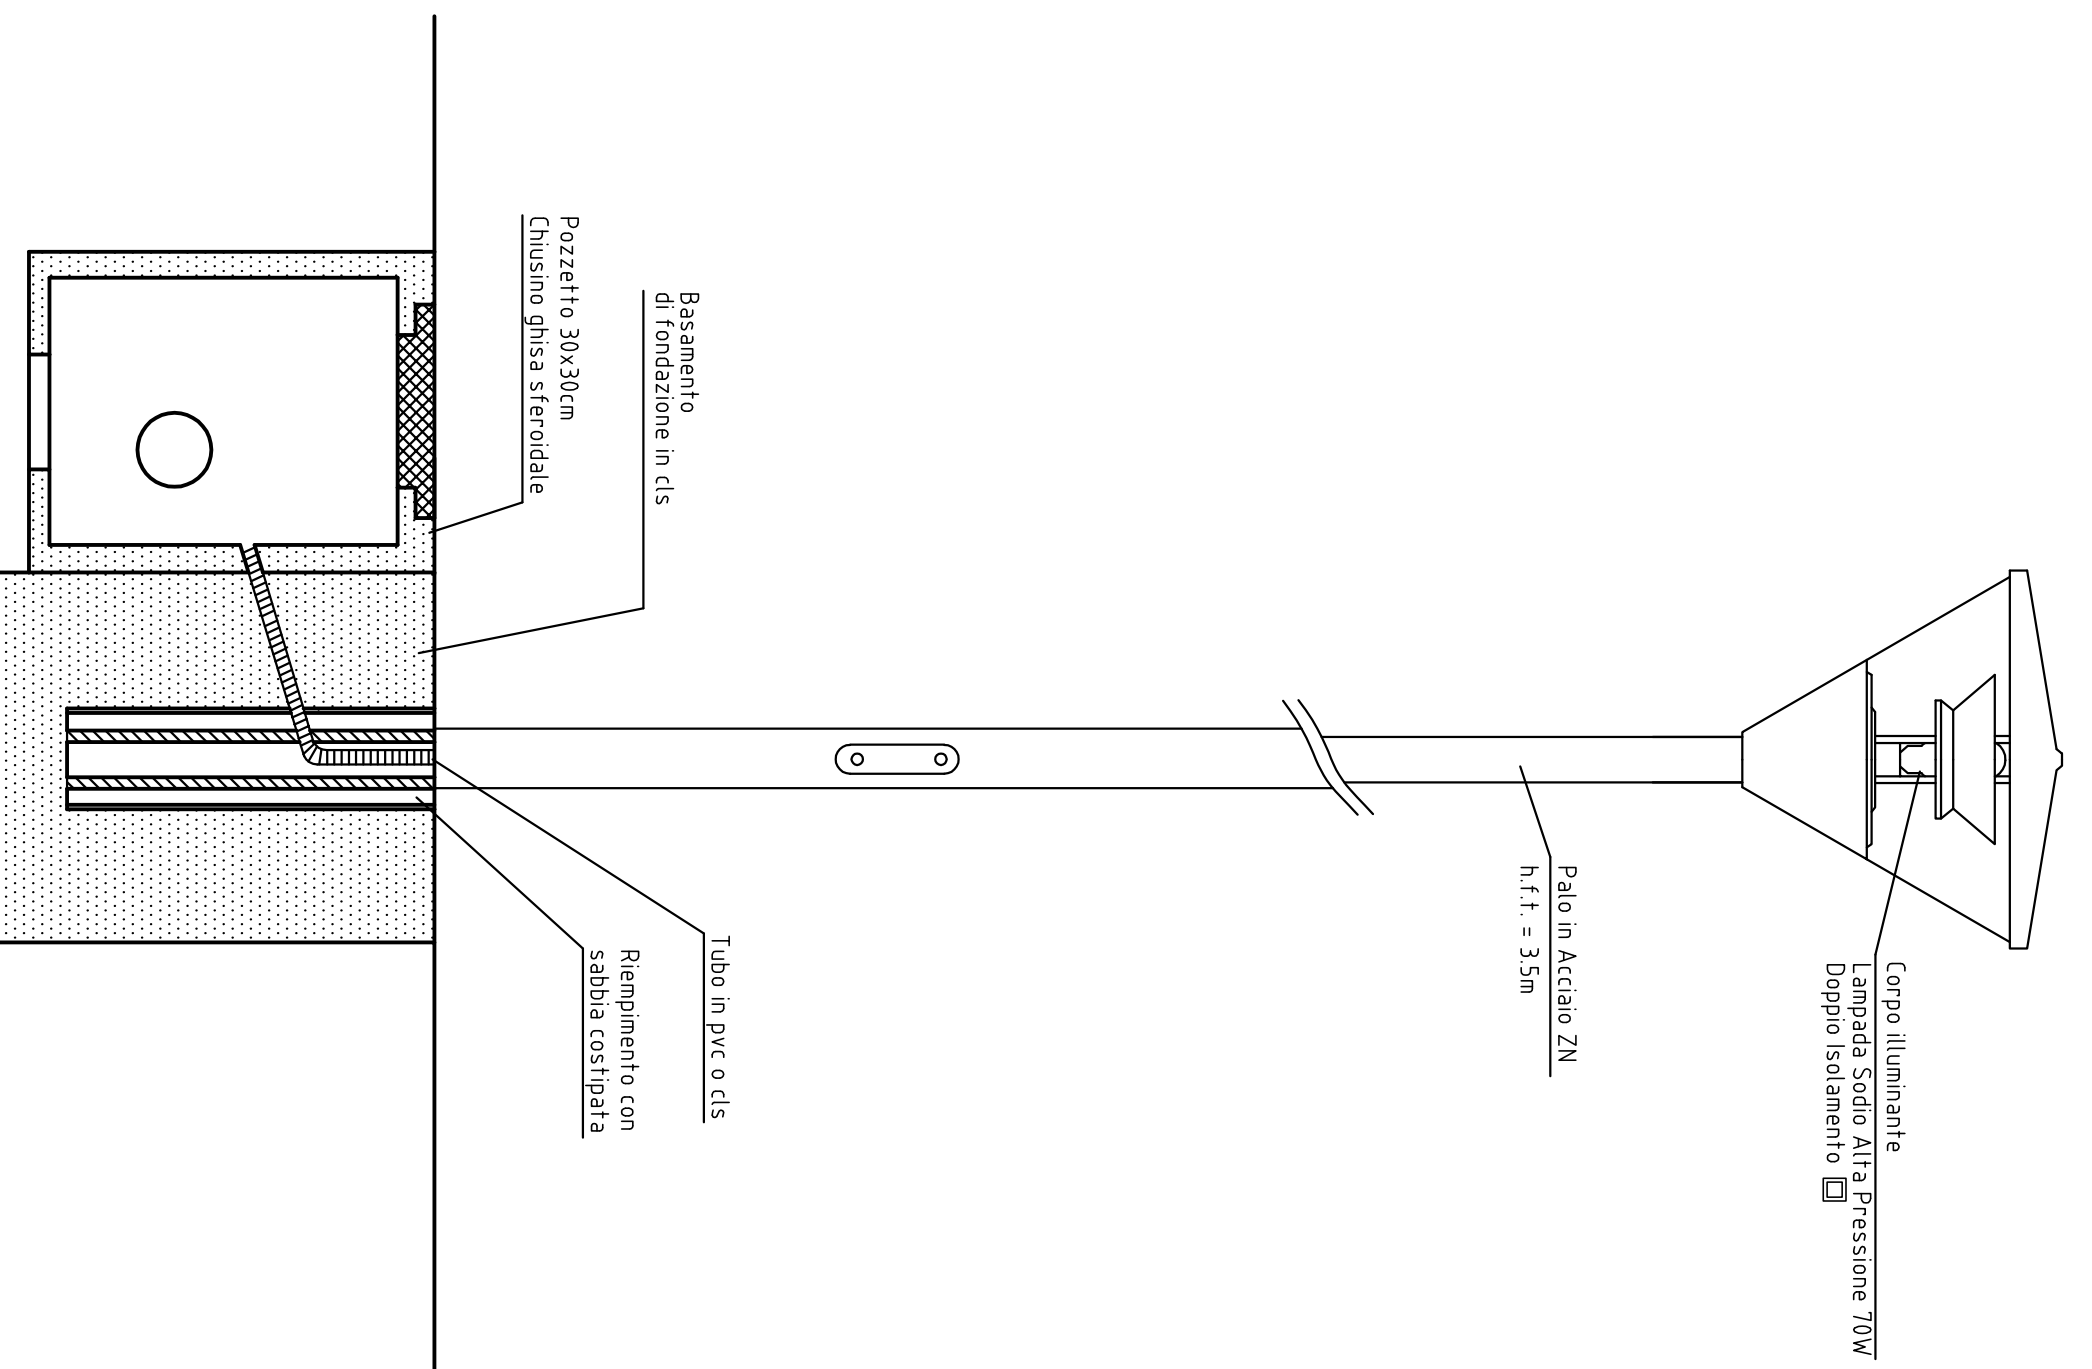 Corpo illuminante
Lampada Sodio Alta Pressione 70W
Doppio Isolamento
Palo in Acciaio ZN
h.f.t. = 3.5m
Tubo in pvc o cls
Riempimento con
sabbia costipata
Basamento
di fondazione in cls
Pozzetto 30x30cm
Chiusino ghisa sferoidale